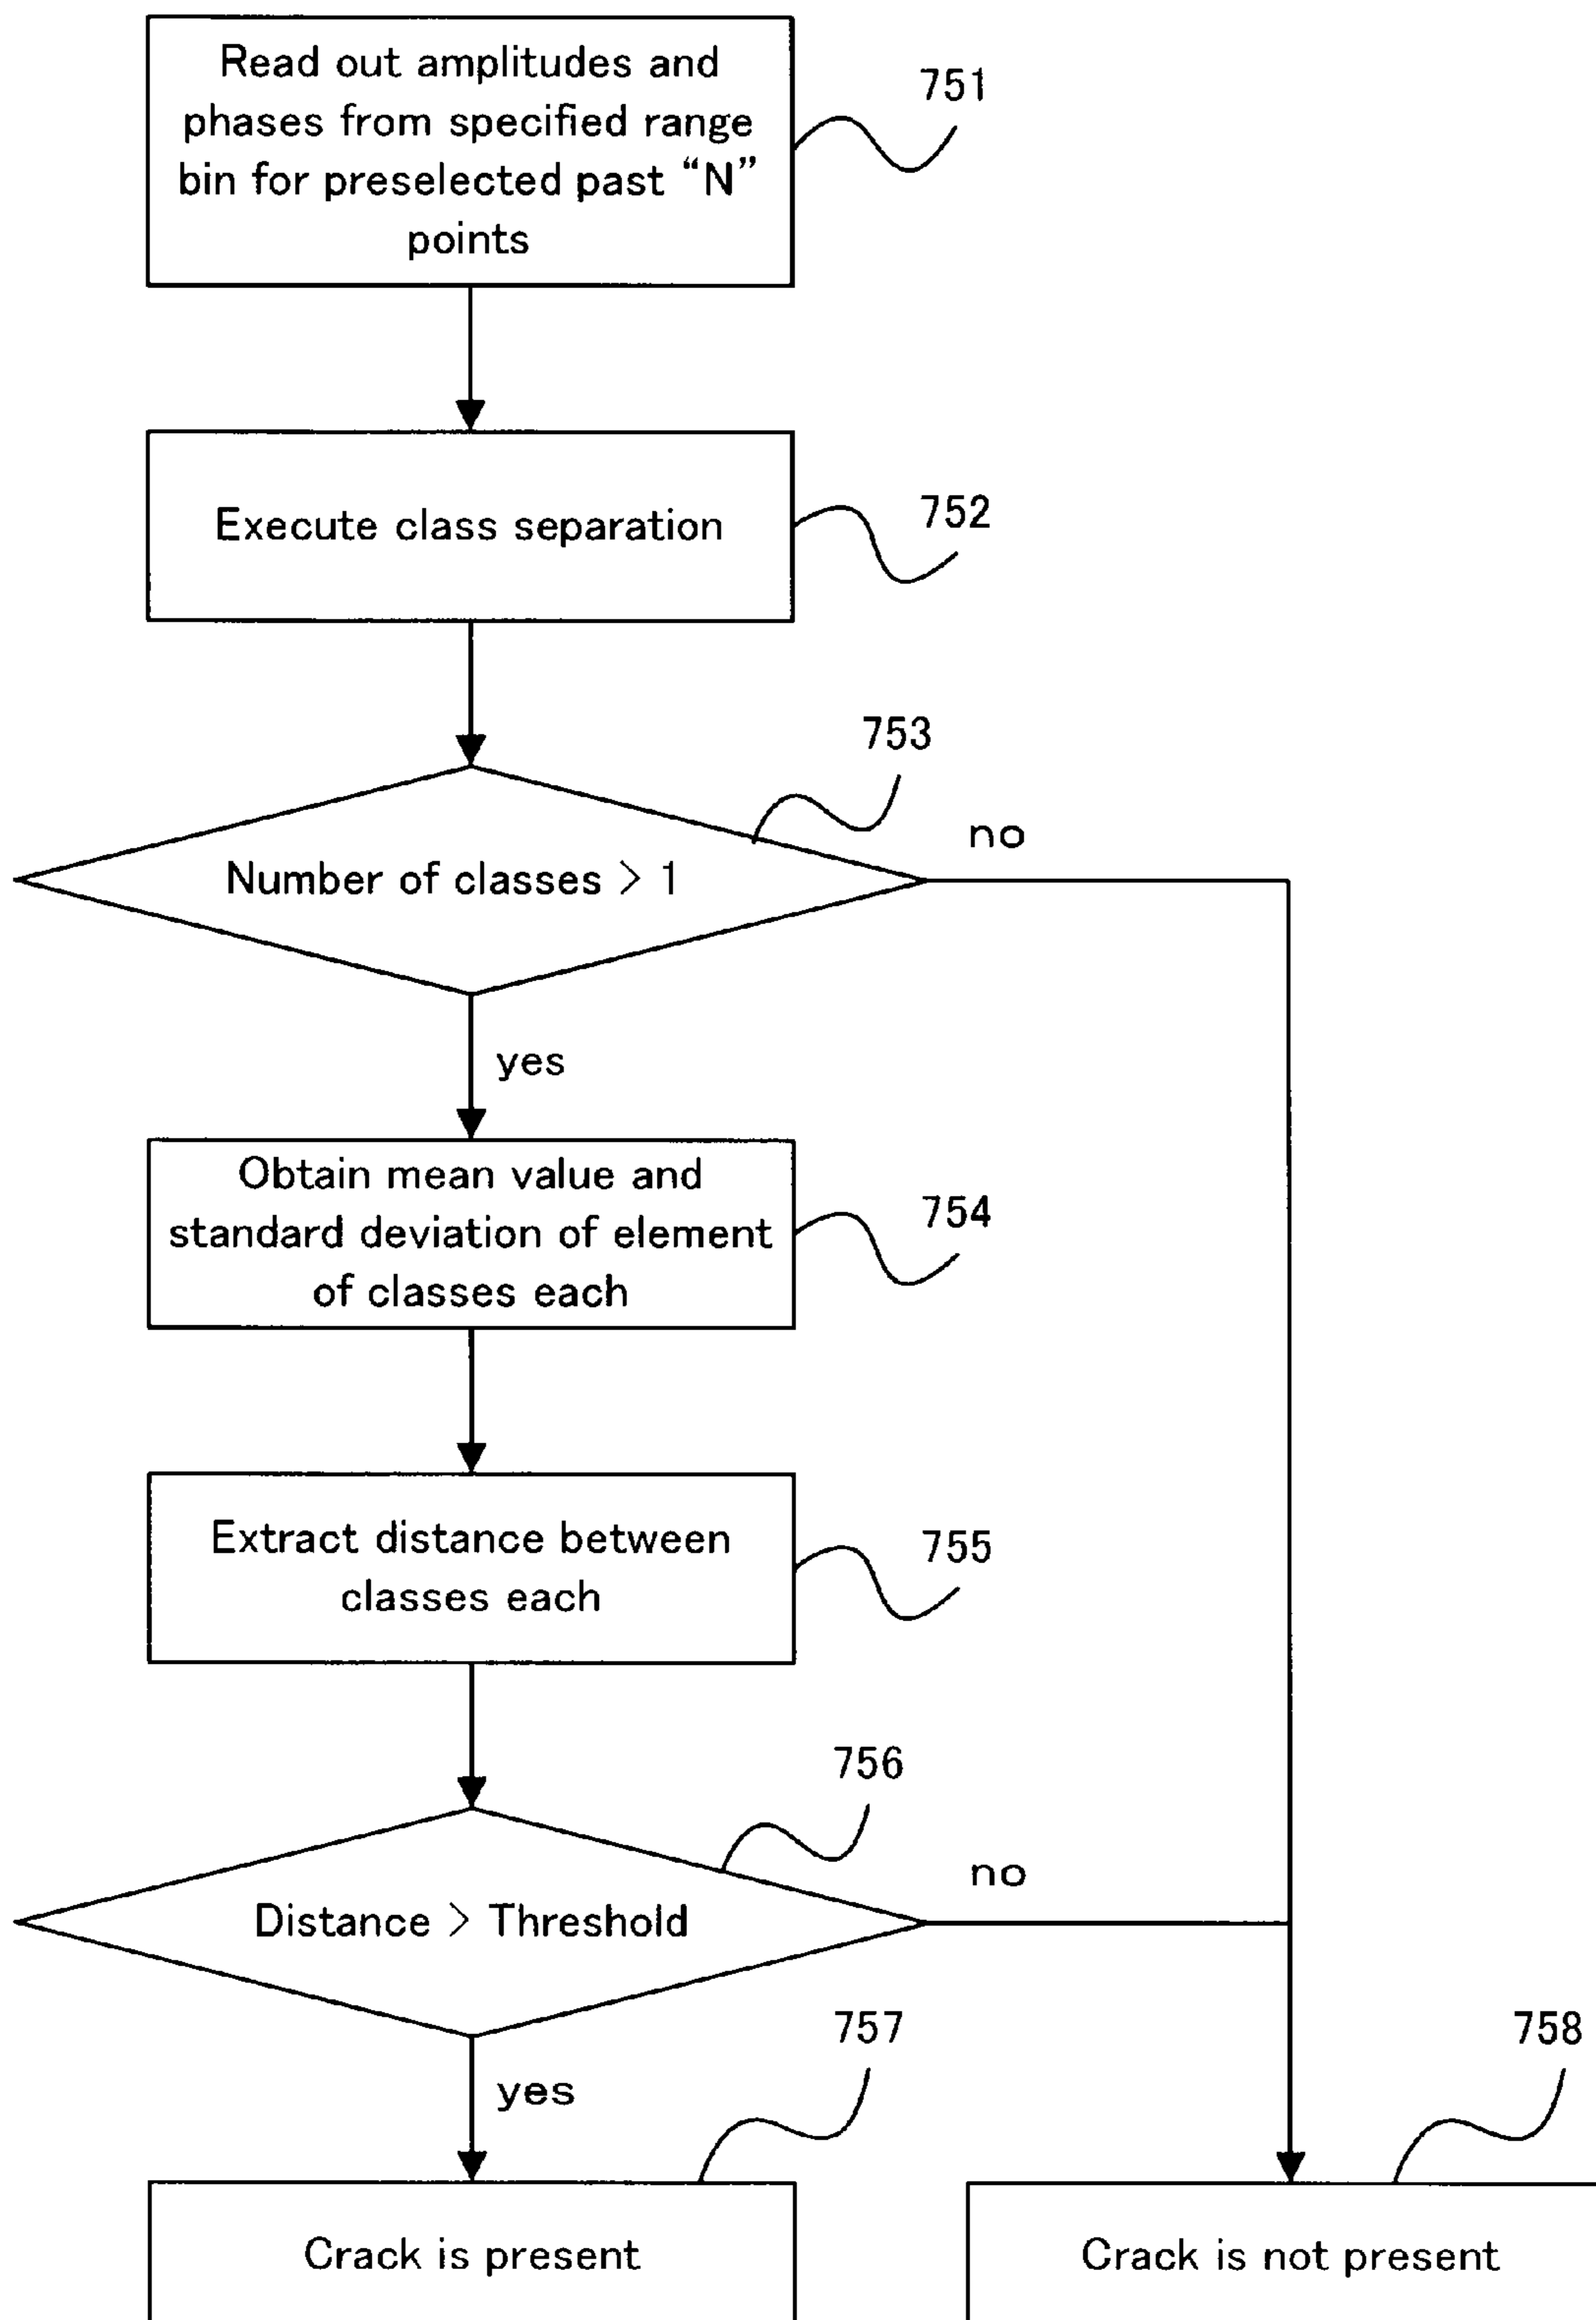 Read out amplitudes and
phases from specified range
bin for preselected past “N”
points
751
Execute class separation
752
753
Number of classes > 1
no
yes
Obtain mean value and
standard deviation of element
of classes each
754
Extract distance between
classes each
755
756
Distance > Threshold
no
yes
757
758
Crack is present
Crack is not present